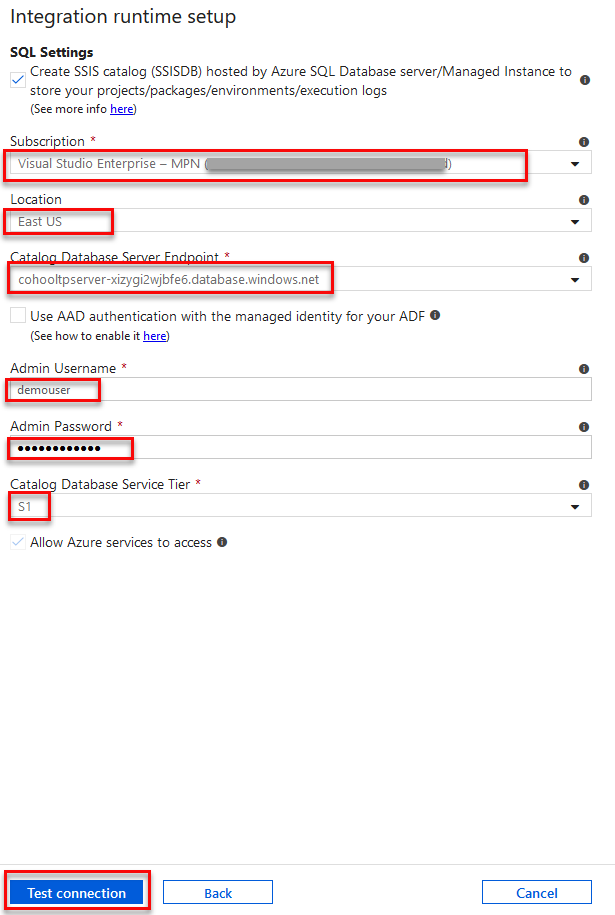 Integration runtime setup
SQL Settings
Create SSIS catalog (SSISDB) hosted by Azure SQL Database server/Managed Instance to
store your projects/packages/environments/execution logs
(See more info here)
Subscription *
Visual Studio Enterprise – MPN ( )
Location
East US
Catalog Database Server Endpoint *
cohooltpserver-xizygi2wjbfe6.database.windows.net
Use AAD authentication with the managed identity for your ADF
(See how to enable it here)
Admin Username *
demouser
Admin Password *
••••••••••••
Catalog Database Service Tier *
S1
Allow Azure services to access
Test connection Back Cancel